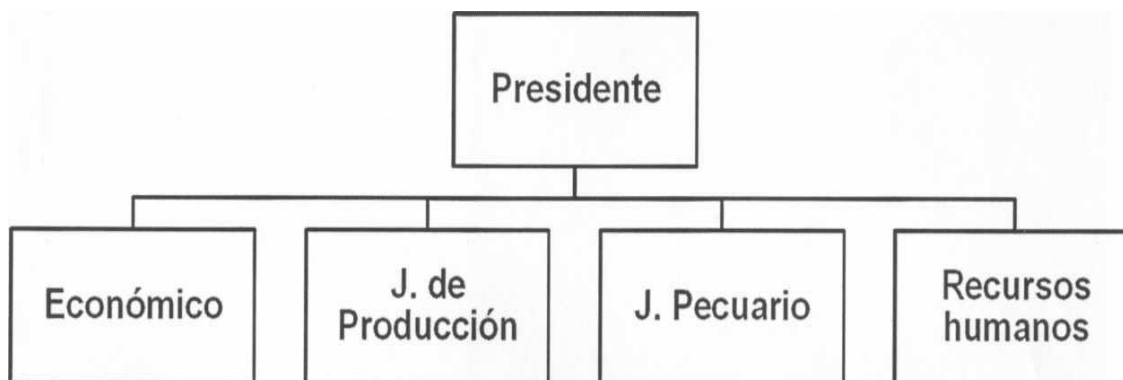 Presidente
Económico
J. de
Producción
J. Pecuario
Recursos
humanos